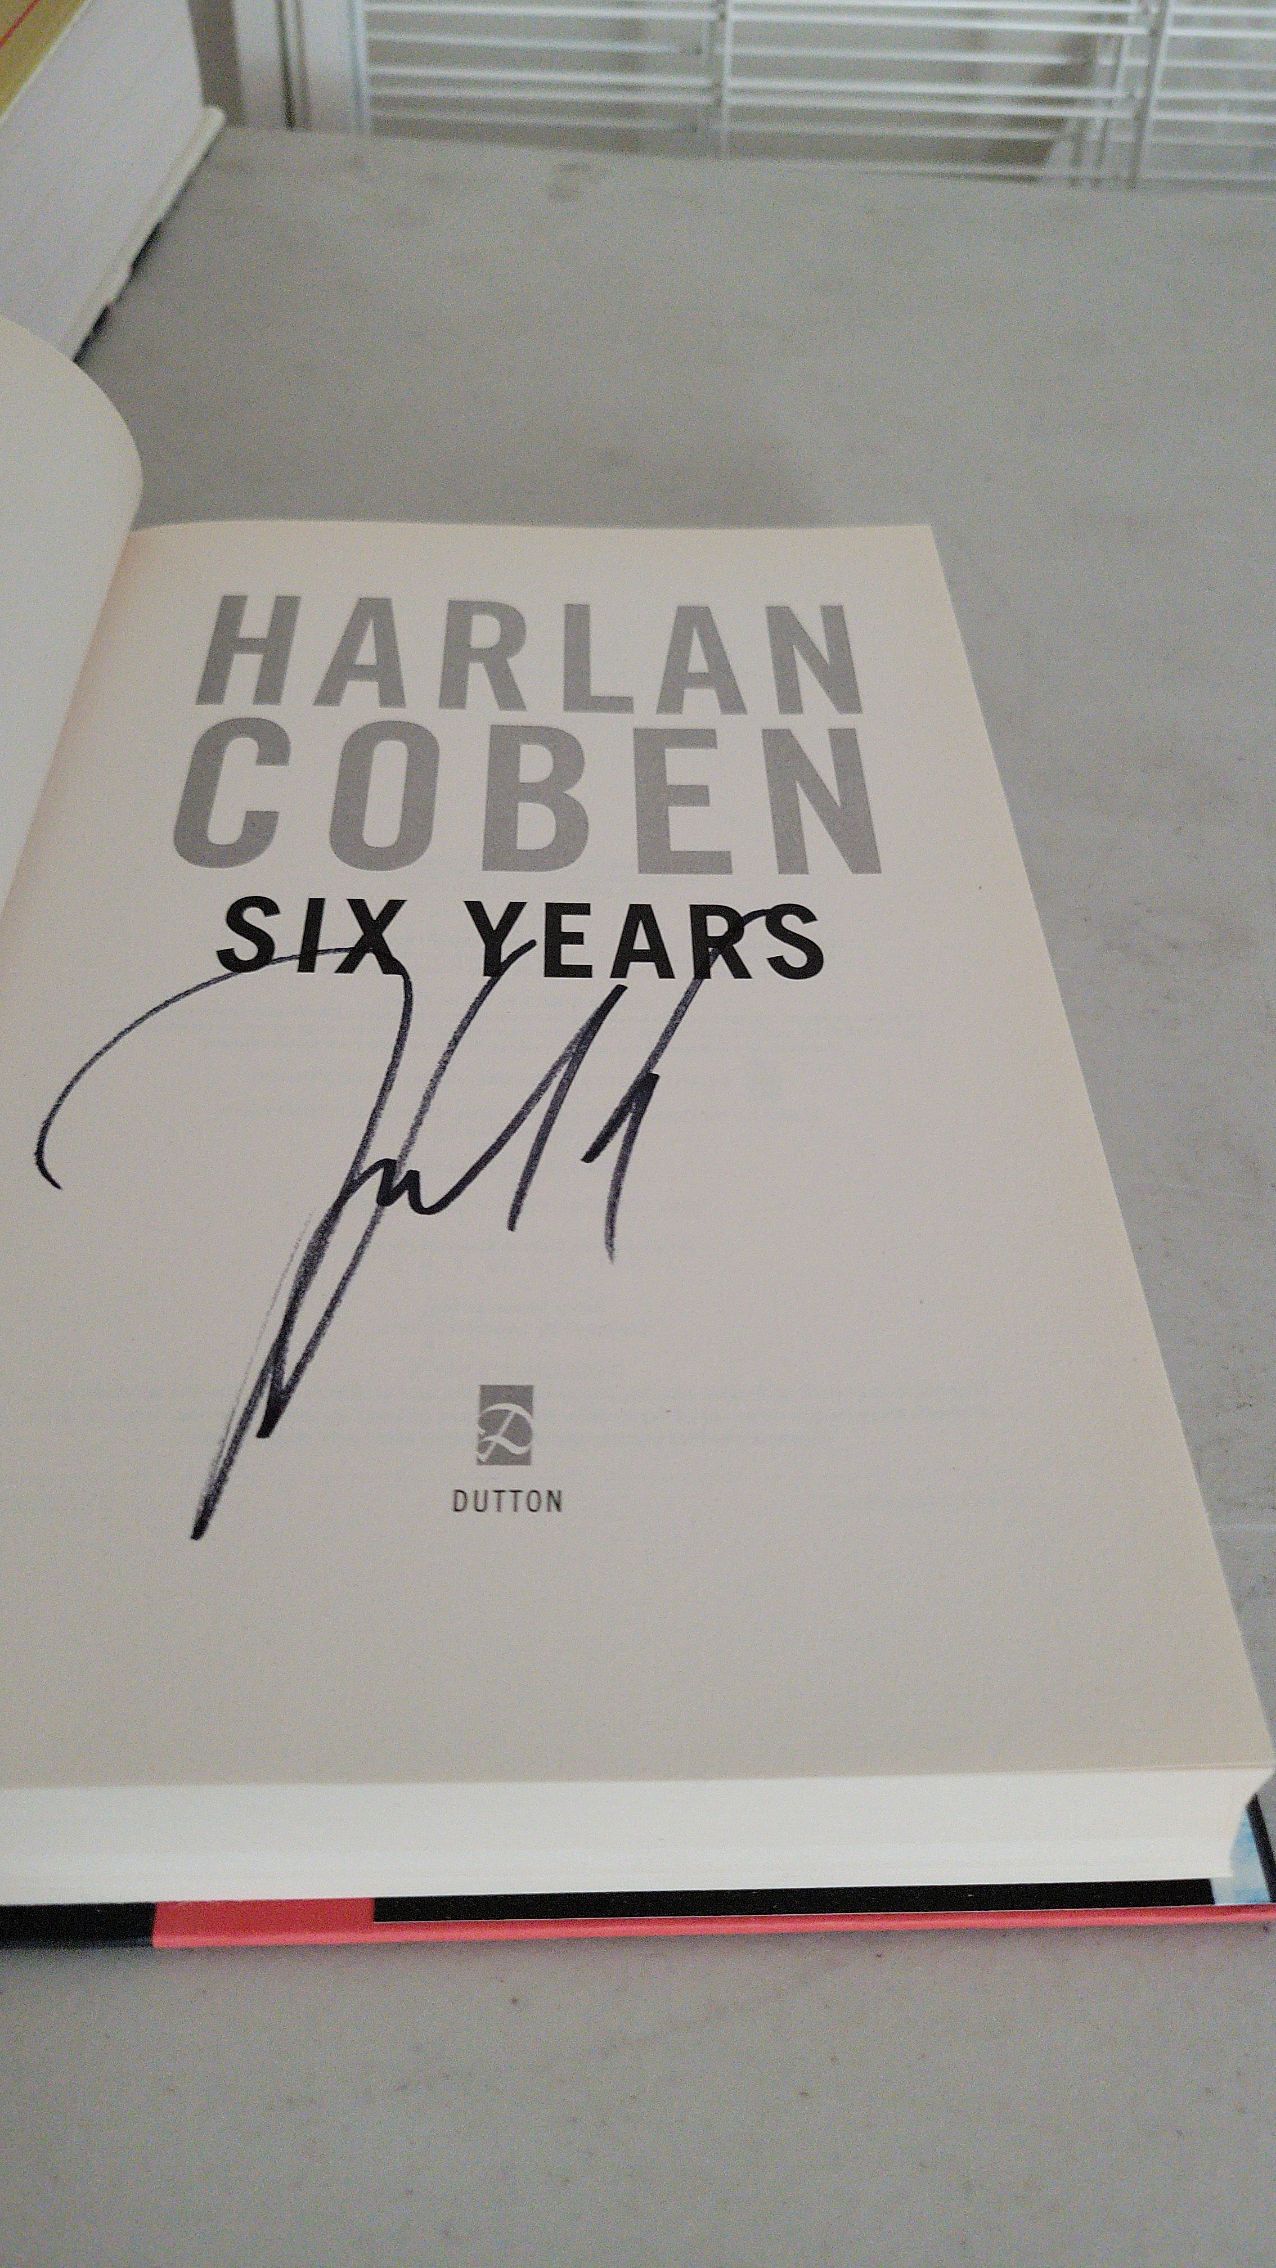 HARLAN
COBEN
SIX YEARS
D
DUTTON